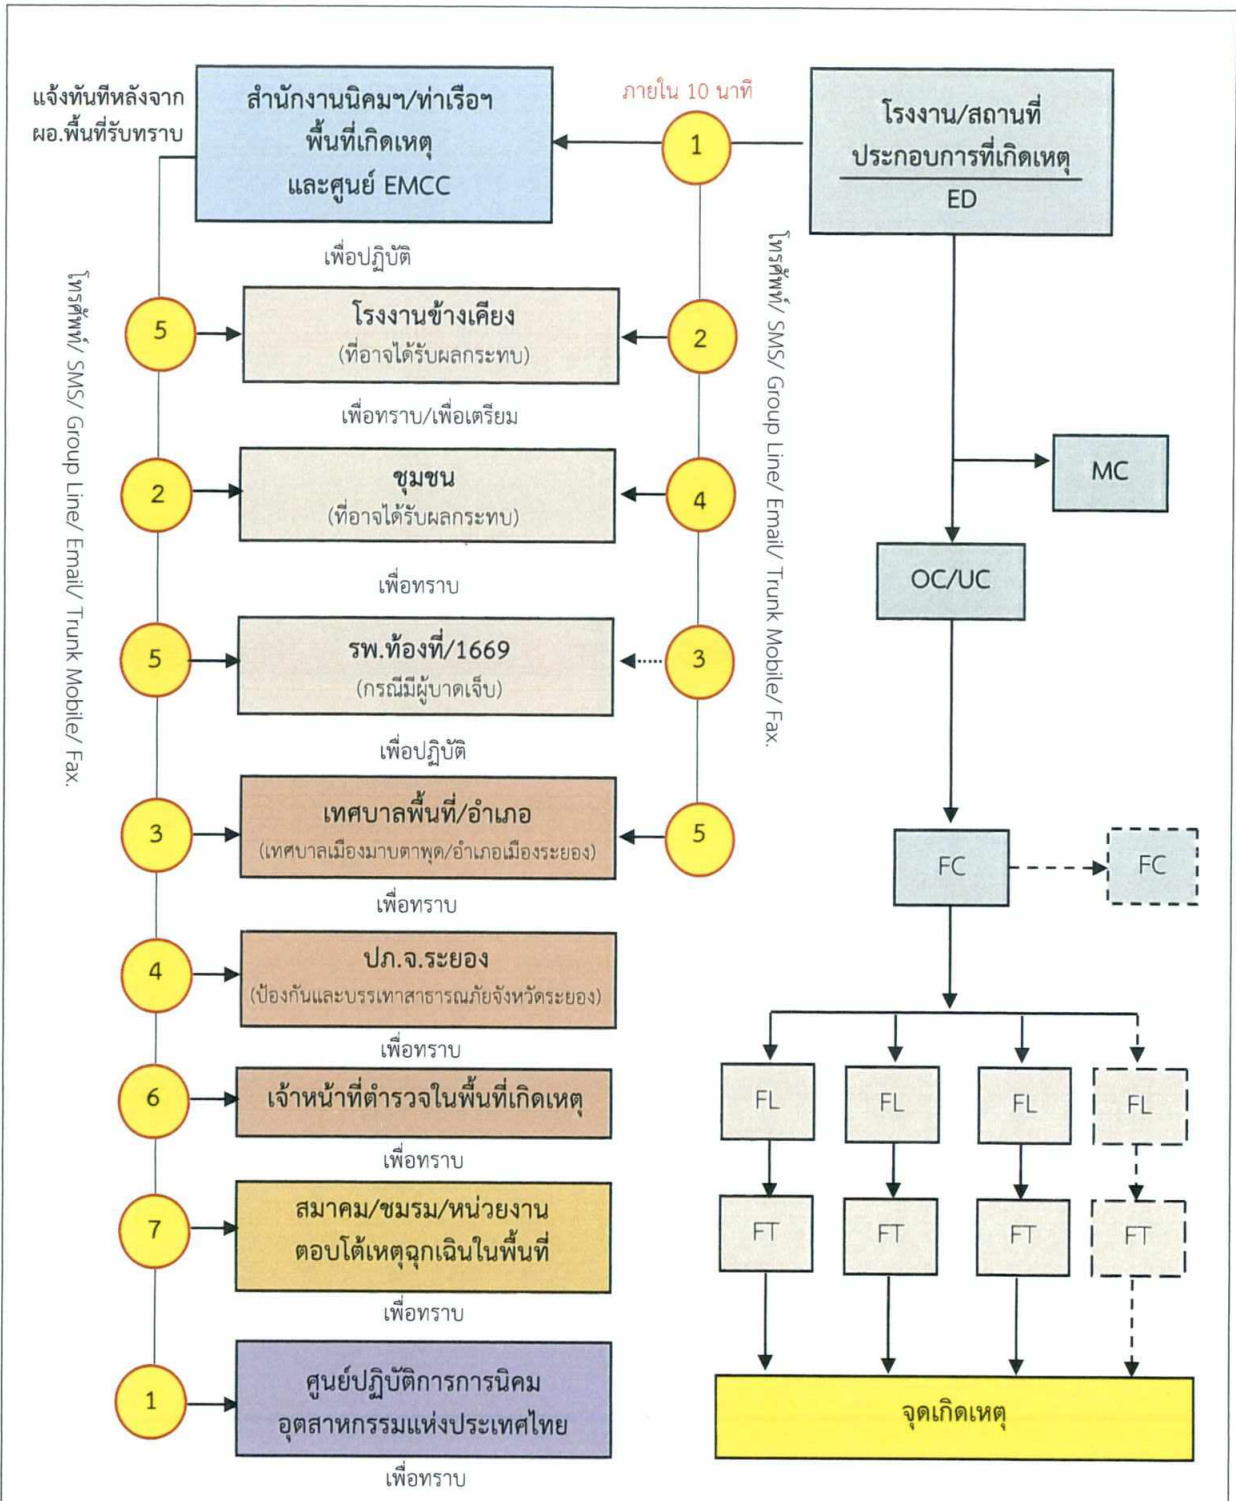 แจ้งทันทีหลังจาก
ผอ.พื้นที่รับทราบ
สำนักงานนิคมฯ/ท่าเรือฯ
พื้นที่เกิดเหตุ
และศูนย์ EMCC
ภายใน 10 นาที
1
โรงงาน/สถานที่
ประกอบการที่เกิดเหตุ
ED
เพื่อปฏิบัติ
โทรศัพท์/ SMS/ Group Line/ Email/ Trunk Mobile/ Fax.
โทรศัพท์/ SMS/ Group Line/ Email/ Trunk Mobile/ Fax.
5
โรงงานข้างเคียง
(ที่อาจได้รับผลกระทบ)
2
เพื่อทราบ/เพื่อเตรียม
2
ชุมชน
(ที่อาจได้รับผลกระทบ)
4
MC
OC/UC
เพื่อทราบ
5
รพ.ท้องที่/1669
(กรณีมีผู้บาดเจ็บ)
3
เพื่อปฏิบัติ
3
เทศบาลพื้นที่/อำเภอ
(เทศบาลเมืองมาบตาพุด/อำเภอเมืองระยอง)
5
FC
FC
เพื่อทราบ
4
ปภ.จ.ระยอง
(ป้องกันและบรรเทาสาธารณภัยจังหวัดระยอง)
เพื่อทราบ
6
เจ้าหน้าที่ตำรวจในพื้นที่เกิดเหตุ
FL
FL
FL
FL
เพื่อทราบ
7
สมาคม/ชมรม/หน่วยงาน
ตอบโต้เหตุฉุกเฉินในพื้นที่
FT
FT
FT
FT
เพื่อทราบ
1
ศูนย์ปฏิบัติการการนิคม
อุตสาหกรรมแห่งประเทศไทย
จุดเกิดเหตุ
เพื่อทราบ